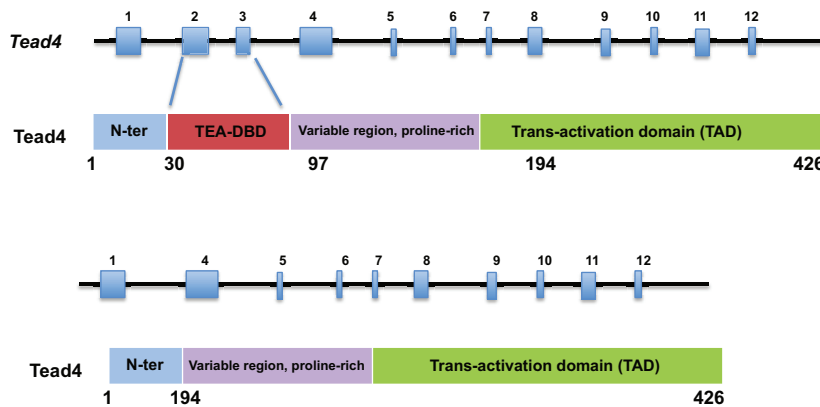 1 2 3 4 5 6 7 8 9 10 11 12
Tead4
Tead4 N-ter TEA-DBD Variable region, proline-rich Trans-activation domain (TAD)
1 30 97 194 426
1 4 5 6 7 8 9 10 11 12
Tead4 N-ter Variable region, proline-rich Trans-activation domain (TAD)
1 194 426